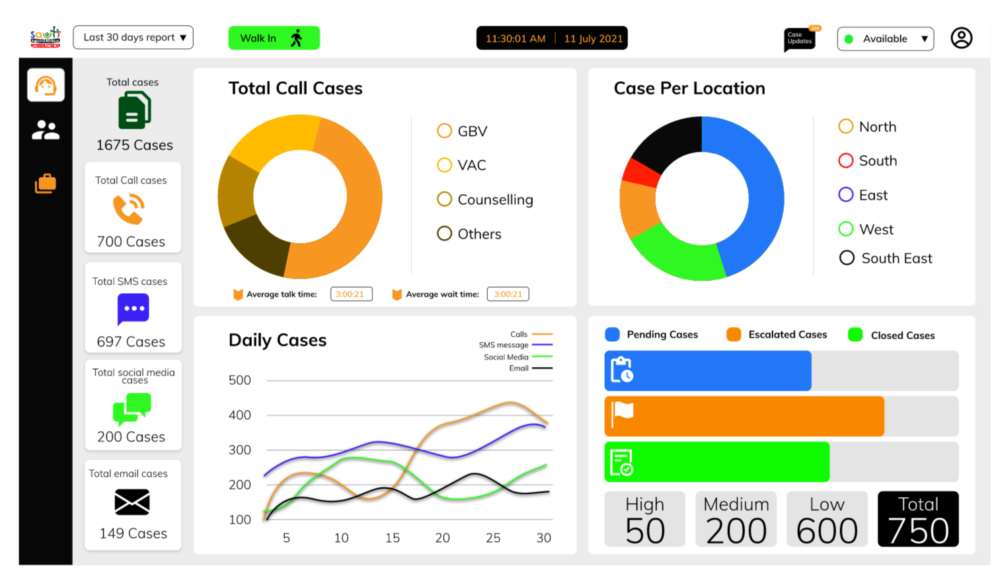 sauti
Last 30 days report ▼
Walk In
11:30:01 AM | 11 July 2021
200
Case
Updates
Available ▼
Total cases
1675 Cases
Total Call cases
700 Cases
Total SMS cases
697 Cases
Total social media
cases
200 Cases
Total email cases
149 Cases
Total Call Cases
GBV
VAC
Counselling
Others
Average talk time: 3:00:21
Average wait time: 3:00:21
Case Per Location
North
South
East
West
South East
Daily Cases
Calls
SMS message
Social Media
Email
500
400
300
200
100
5 10 15 20 25 30
Pending Cases
Escalated Cases
Closed Cases
High
50
Medium
200
Low
600
Total
750